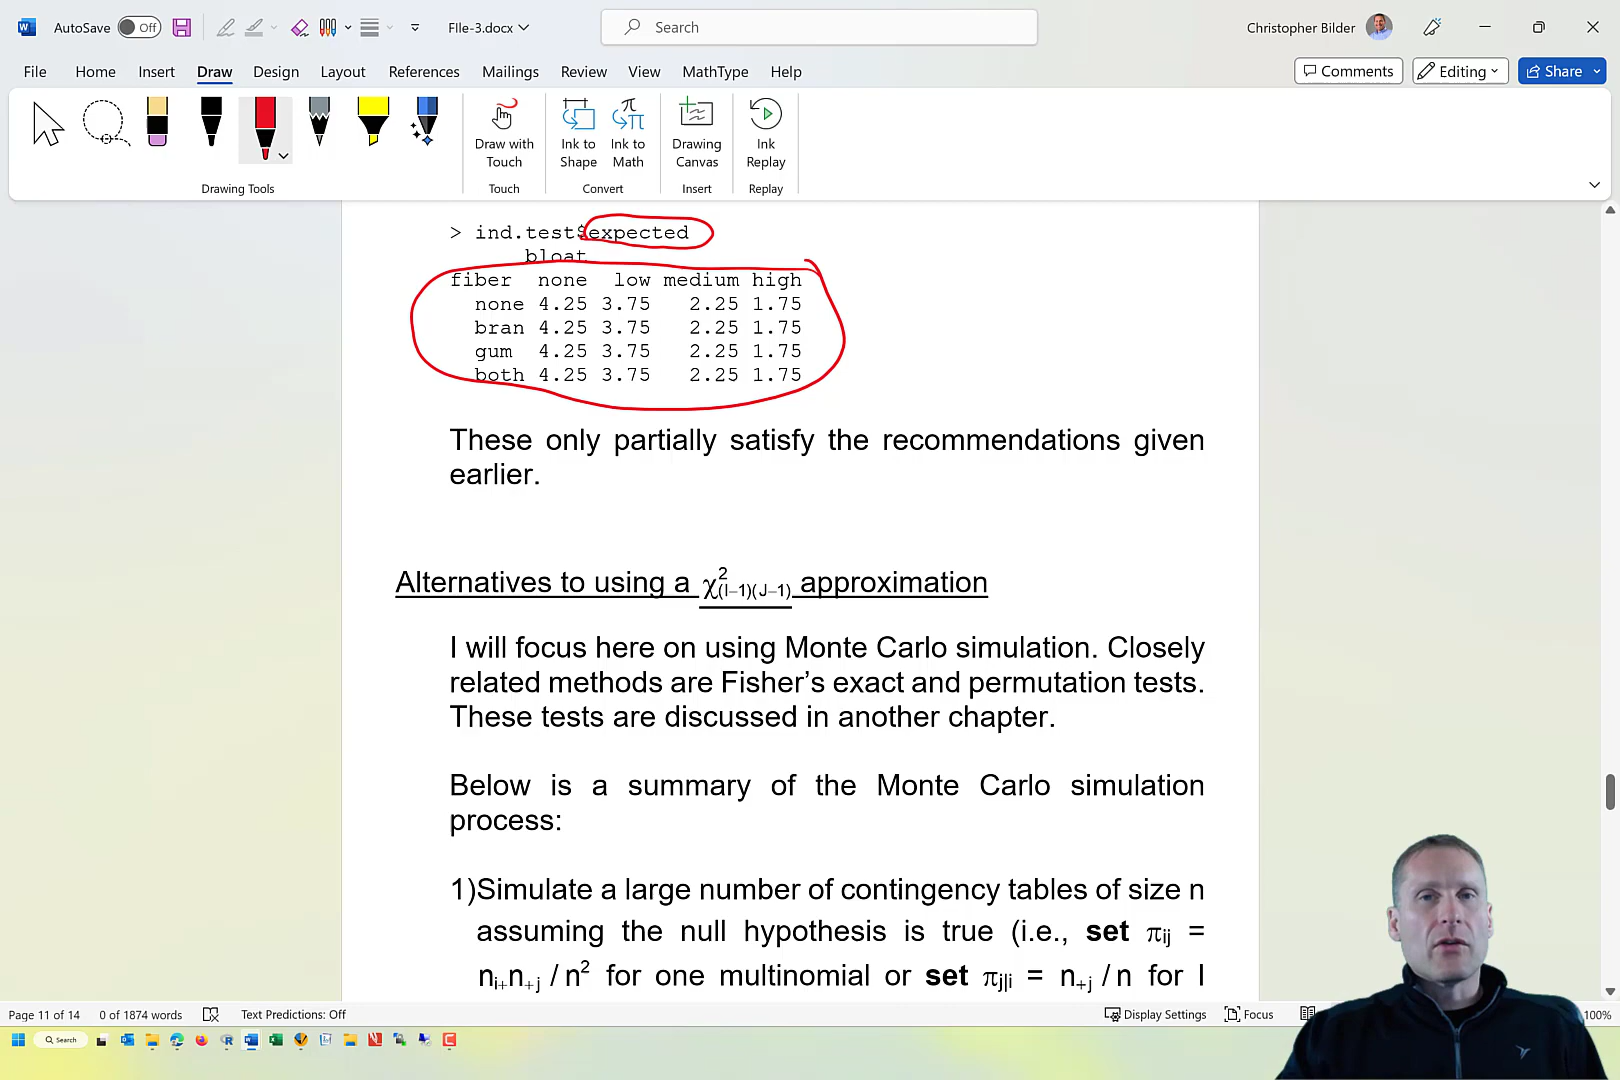 AutoSave Off FIle-3.docx Search Christopher Bilder
File Home Insert Draw Design Layout References Mailings Review View MathType Help Comments Editing Share
Draw with Touch
Ink to Shape
Ink to Math
Drawing Canvas
Ink Replay
Drawing Tools Touch Convert Insert Replay
> ind.test$expected
bloat
fiber none low medium high
none 4.25 3.75 2.25 1.75
bran 4.25 3.75 2.25 1.75
gum 4.25 3.75 2.25 1.75
both 4.25 3.75 2.25 1.75
These only partially satisfy the recommendations given
earlier.
Alternatives to using a χ²₍I−1₎₍J−1₎ approximation
I will focus here on using Monte Carlo simulation. Closely
related methods are Fisher’s exact and permutation tests.
These tests are discussed in another chapter.
Below is a summary of the Monte Carlo simulation
process:
1)Simulate a large number of contingency tables of size n
assuming the null hypothesis is true (i.e., set πij =
ni+n+j / n² for one multinomial or set πj|i = n+j / n for I
Page 11 of 14 0 of 1874 words Text Predictions: Off Display Settings Focus 100%
Search